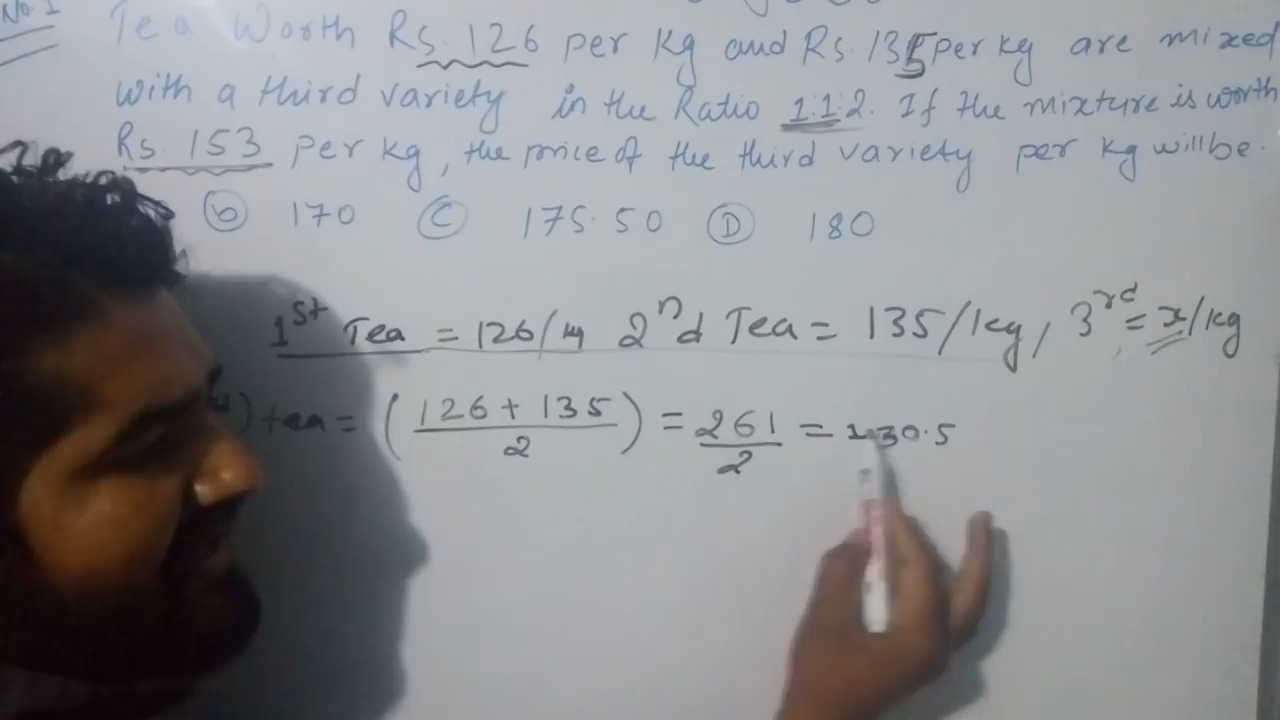 No. 1
Tea Worth Rs. 126 per Kg and Rs. 135 per kg are mixed
with a third variety in the Ratio 1:1:2. If the mixture is worth
Rs. 153 per kg, the price of the third variety per kg will be.
(b) 170 (C) 175.50 (D) 180
1st Tea = 126/kg 2nd Tea = 135/kg, 3rd = x/kg
) tea = (126 + 135 / 2) = 261 / 2 = 130.5